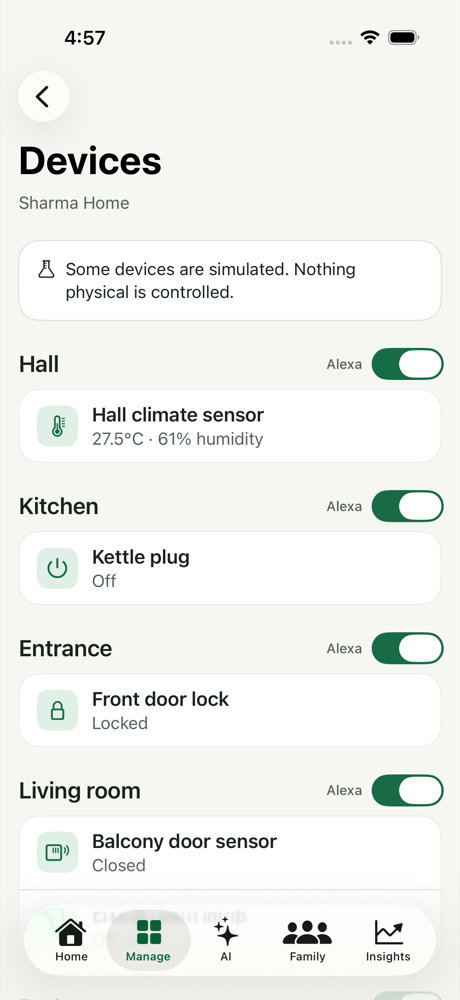 4:57
Devices
Sharma Home
Some devices are simulated. Nothing
physical is controlled.
Hall
Alexa
Hall climate sensor
27.5°C · 61% humidity
Kitchen
Alexa
Kettle plug
Off
Entrance
Alexa
Front door lock
Locked
Living room
Alexa
Balcony door sensor
Closed
Home
Manage
AI
Family
Insights